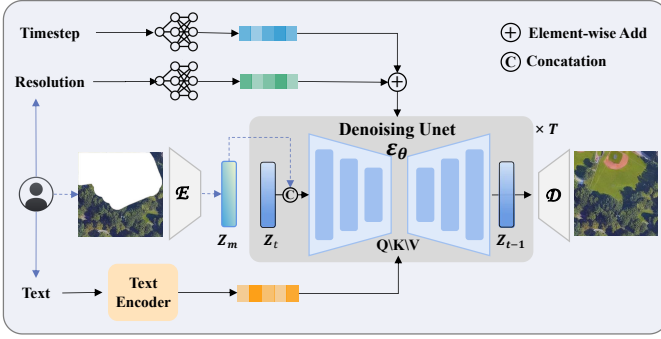 Timestep
Element-wise Add
Resolution
C Concatation
Denoising Unet
ε_θ
× T
ℰ
C
𝒟
Z_m
Z_t
Z_{t−1}
Q\K\V
Text
Text
Encoder